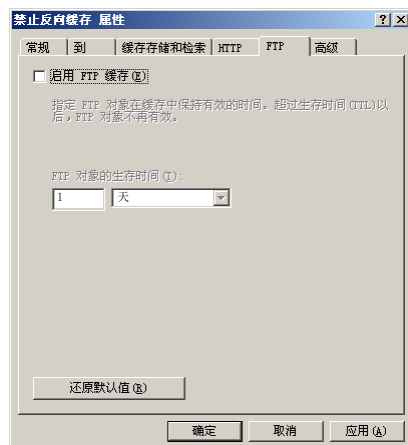 禁止反向缓存 属性
常规 到 缓存存储和检索 HTTP FTP 高级
启用 FTP 缓存(E)
指定 FTP 对象在缓存中保持有效的时间。超过生存时间(TTL)以
后，FTP 对象不再有效。
FTP 对象的生存时间(T):
1 天
还原默认值(R)
确定 取消 应用(A)